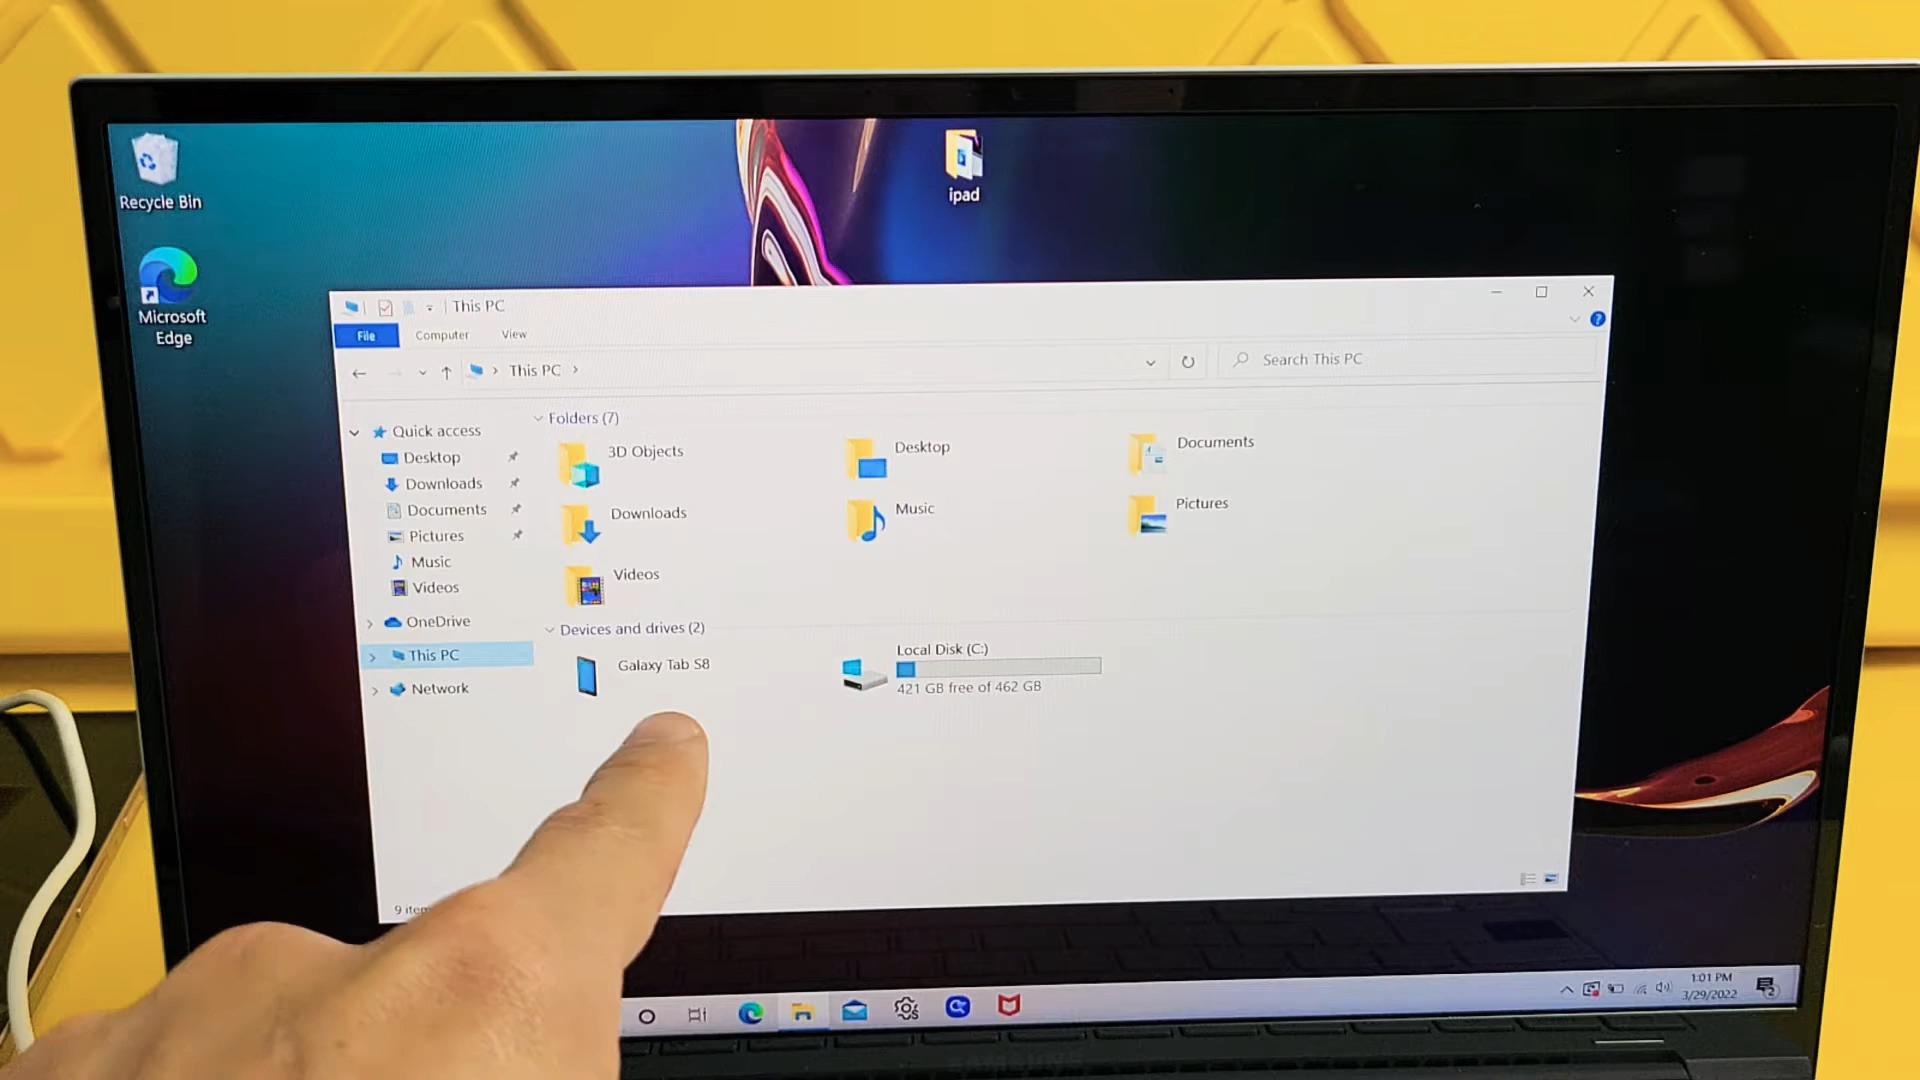 Recycle Bin
ipad
Microsoft
Edge
This PC
File
Computer
View
This PC
Search This PC
Quick access
Desktop
Downloads
Documents
Pictures
Music
Videos
OneDrive
This PC
Network
Folders (7)
3D Objects
Desktop
Documents
Downloads
Music
Pictures
Videos
Devices and drives (2)
Galaxy Tab S8
Local Disk (C:)
421 GB free of 462 GB
9
1:01 PM
3/29/2022
2